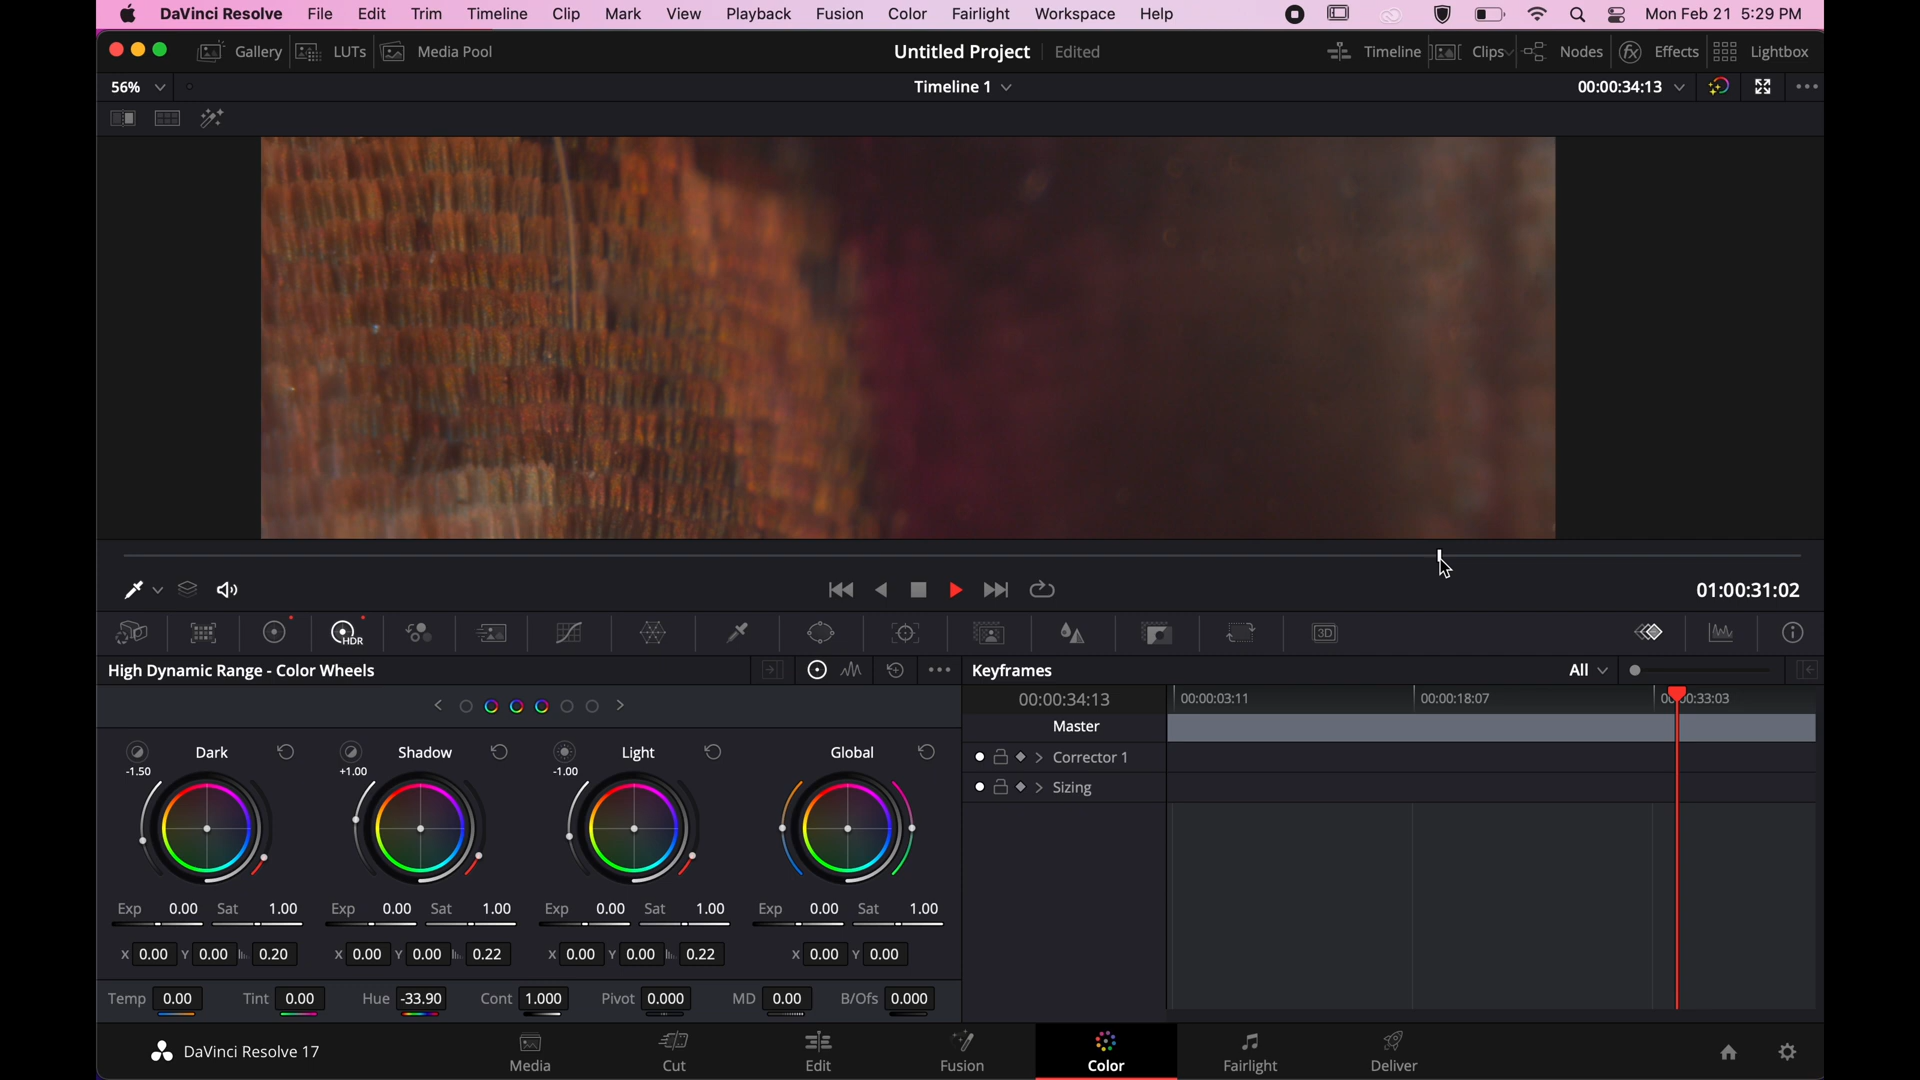 DaVinci Resolve File Edit Trim Timeline Clip Mark View Playback Fusion Color Fairlight Workspace Help Mon Feb 21 5:29 PM
Gallery LUTs Media Pool Untitled Project Edited Timeline Clips Nodes Effects Lightbox
56% Timeline 1 00:00:34:13
01:00:31:02
HDR 3D
High Dynamic Range - Color Wheels Keyframes All
00:00:34:13 00:00:03:11 00:00:18:07
Master
Dark Shadow Light Global Corrector 1
-1.50 +1.00 -1.00
Sizing
Exp 0.00 Sat 1.00 Exp 0.00 Sat 1.00 Exp 0.00 Sat 1.00 Exp 0.00 Sat 1.00
X 0.00 Y 0.00 0.20 X 0.00 Y 0.00 0.22 X 0.00 Y 0.00 0.22 X 0.00 Y 0.00
Temp 0.00 Tint 0.00 Hue -33.90 Cont 1.000 Pivot 0.000 MD 0.00 B/Ofs 0.000
DaVinci Resolve 17 Media Cut Edit Fusion Color Fairlight Deliver